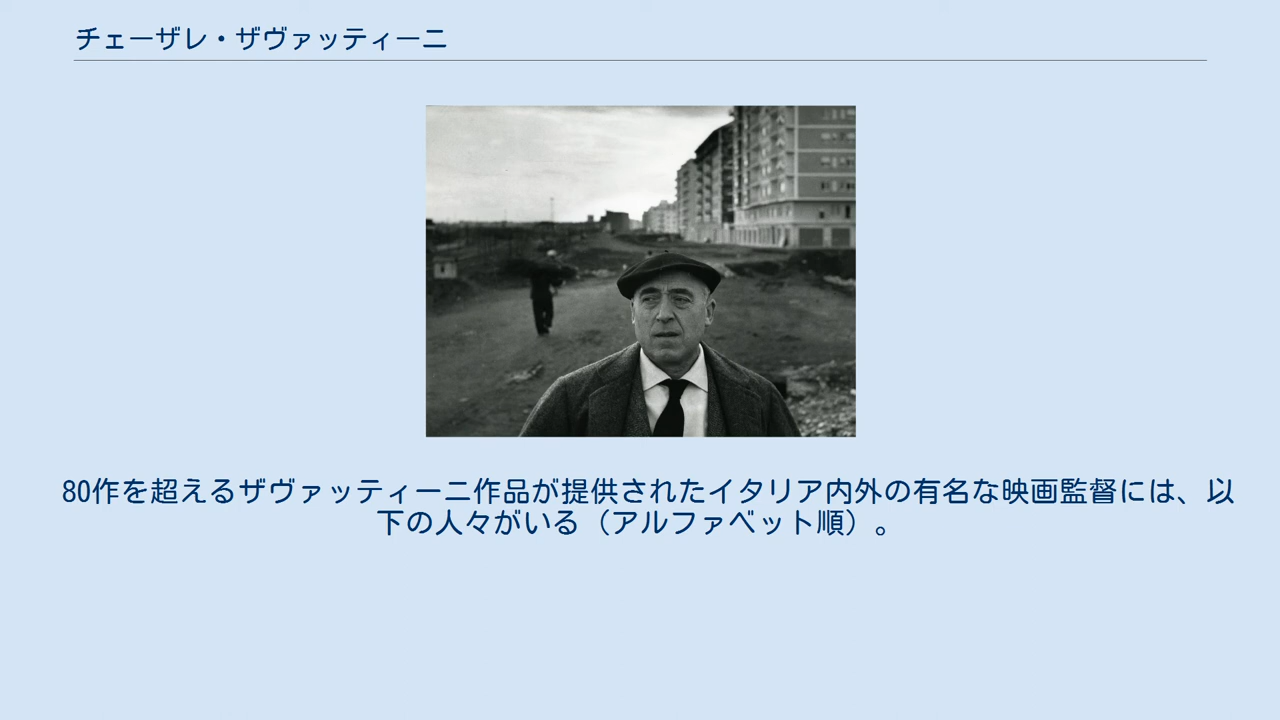 チェーザレ・ザヴァッティーニ
80作を超えるザヴァッティーニ作品が提供されたイタリア内外の有名な映画監督には、以
下の人々がいる（アルファベット順）。